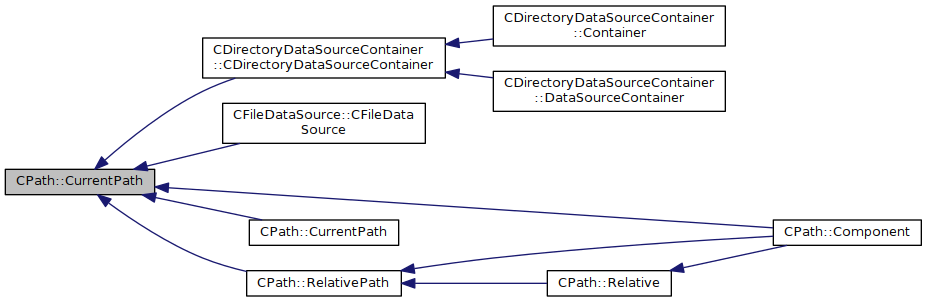 CDirectoryDataSourceContainer
::Container
CDirectoryDataSourceContainer
::CDirectoryDataSourceContainer
CDirectoryDataSourceContainer
::DataSourceContainer
CFileDataSource::CFileData
Source
CPath::CurrentPath
CPath::CurrentPath
CPath::Component
CPath::RelativePath
CPath::Relative